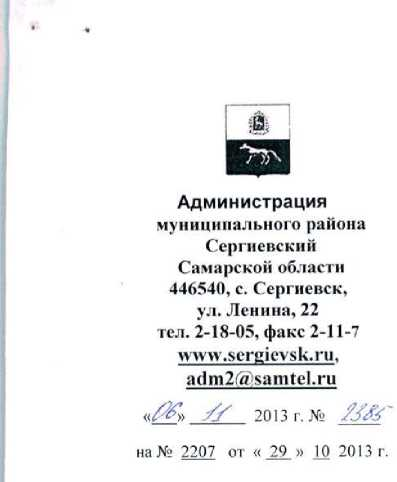 Администрация
муниципального района
Сергиевский
Самарской области
446540, с. Сергиевск,
ул. Ленина, 22
тел. 2-18-05, факс 2-11-7
www.sergievsk.ru,
adm2@samtel.ru
«06» 11 2013 г. № 2385
на № 2207 от « 29 » 10 2013 г.